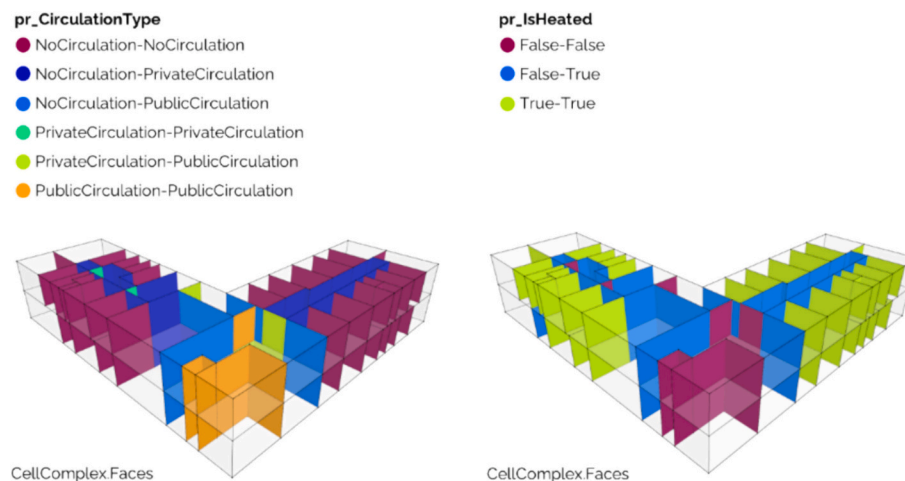 pr_CirculationType
NoCirculation-NoCirculation
NoCirculation-PrivateCirculation
NoCirculation-PublicCirculation
PrivateCirculation-PrivateCirculation
PrivateCirculation-PublicCirculation
PublicCirculation-PublicCirculation
CellComplex.Faces
pr_IsHeated
False-False
False-True
True-True
CellComplex.Faces